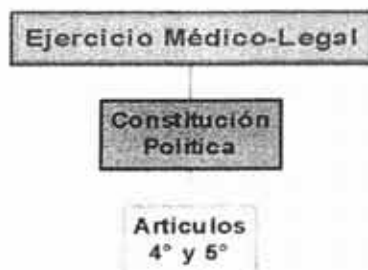 Ejercicio Médico-Legal
Constitución
Política
Artículos
4° y 5°